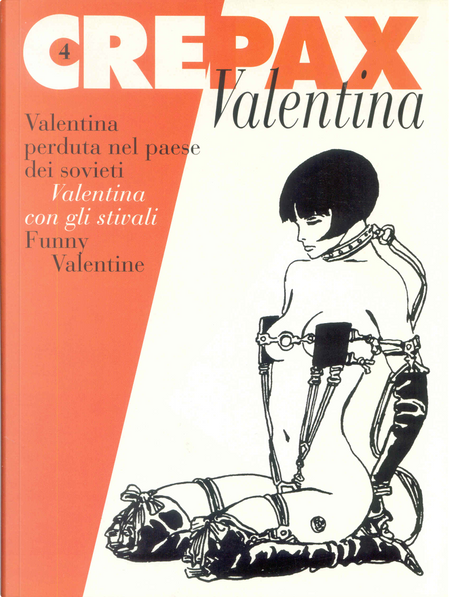 CREPAX
4
Valentina
Valentina
perduta nel paese
dei sovieti
Valentina
con gli stivali
Funny
Valentine